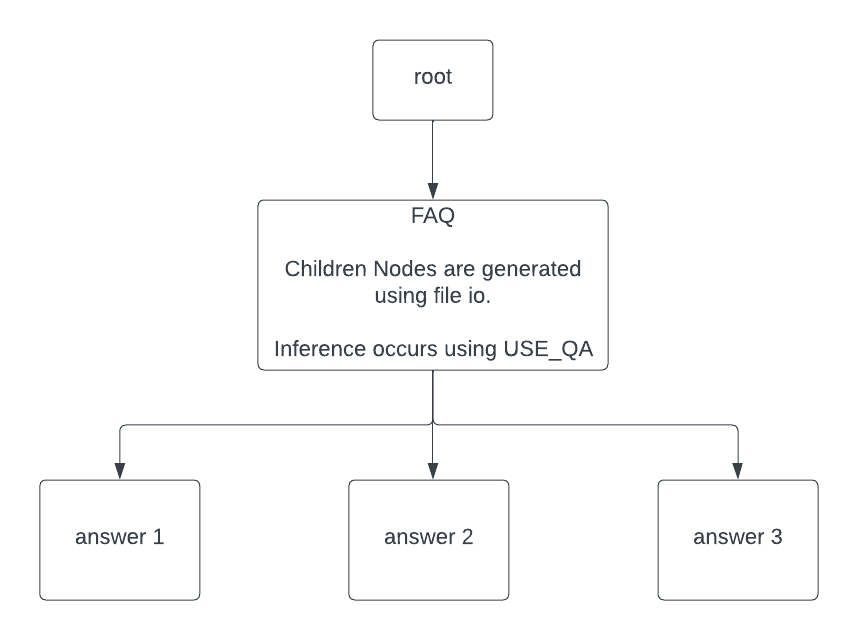 root
FAQ
Children Nodes are generated
using file io.
Inference occurs using USE_QA
answer 1
answer 2
answer 3